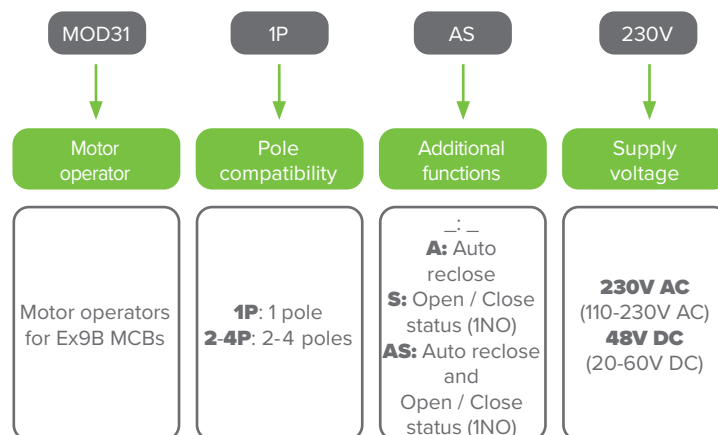 MOD31
1P
AS
230V
Motor
operator
Pole
compatibility
Additional
functions
Supply
voltage
Motor operators
for Ex9B MCBs
1P: 1 pole
2-4P: 2-4 poles
_: _
A: Auto
reclose
S: Open / Close
status (1NO)
AS: Auto reclose
and
Open / Close
status (1NO)
230V AC
(110-230V AC)
48V DC
(20-60V DC)